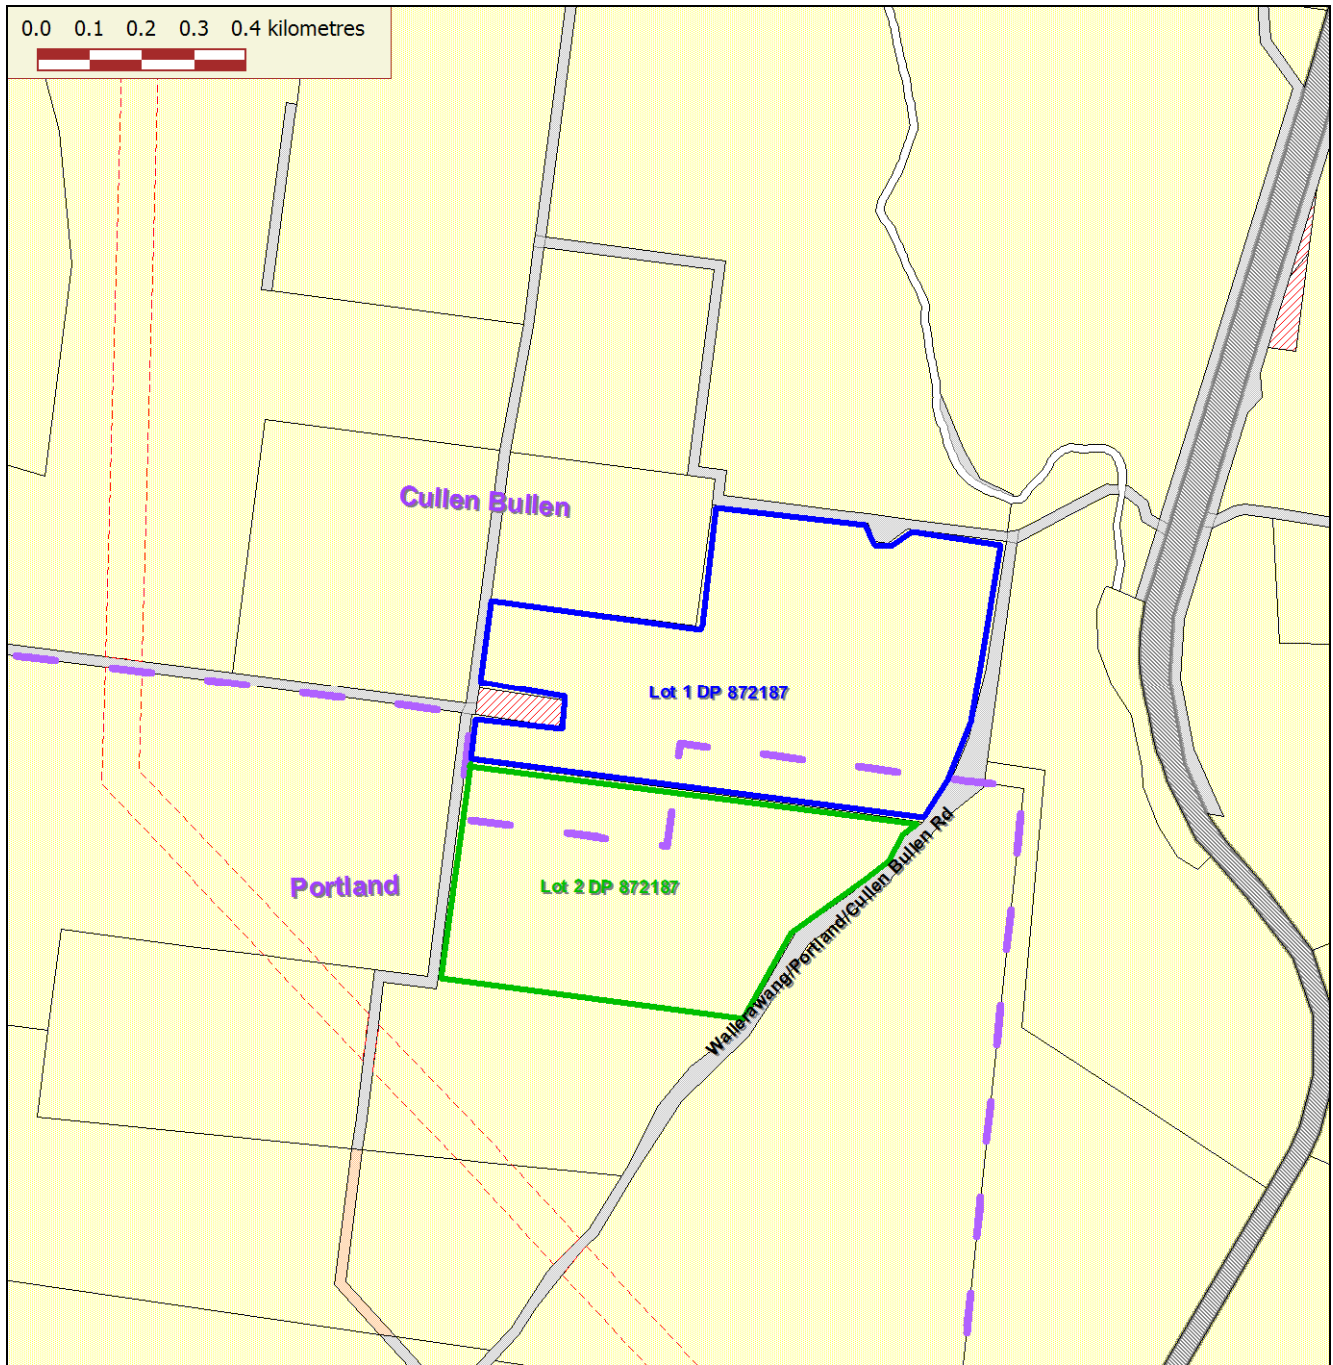 0.0 0.1 0.2 0.3 0.4 kilometres
Cullen Bullen
Lot 1 DP 872187
Wallerawang/Portland/Cullen Bullen Rd
Portland
Lot 2 DP 872187